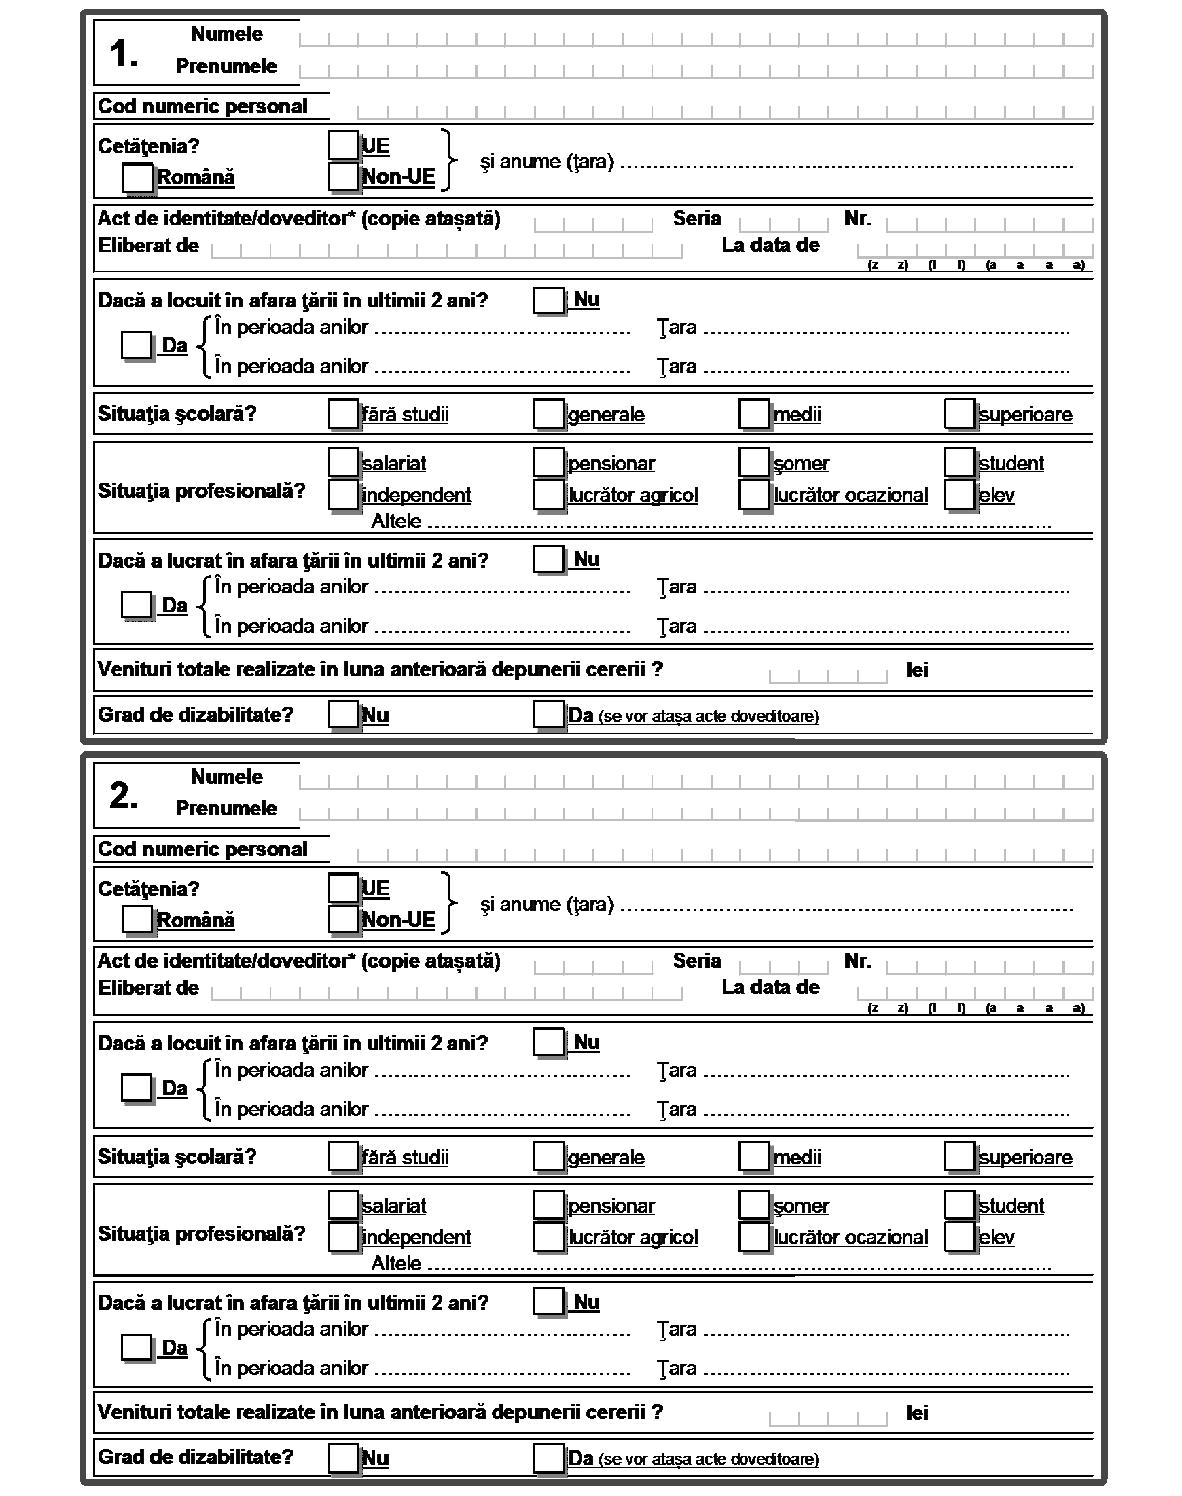 1. Numele
Prenumele
Cod numeric personal
Cetăţenia? UE
Română Non-UE şi anume (ţara)
Act de identitate/doveditor* (copie atașată) Seria Nr.
Eliberat de La data de
(z z) (l l) (a a a a)
Dacă a locuit în afara ţării în ultimii 2 ani? Nu
Da În perioada anilor Ţara
În perioada anilor Ţara
Situaţia şcolară? fără studii generale medii superioare
salariat pensionar şomer student
Situaţia profesională? independent lucrător agricol lucrător ocazional elev
Altele
Dacă a lucrat în afara ţării în ultimii 2 ani? Nu
Da În perioada anilor Ţara
În perioada anilor Ţara
Venituri totale realizate în luna anterioară depunerii cererii ? lei
Grad de dizabilitate? Nu Da (se vor atașa acte doveditoare)
2. Numele
Prenumele
Cod numeric personal
Cetăţenia? UE
Română Non-UE şi anume (ţara)
Act de identitate/doveditor* (copie atașată) Seria Nr.
Eliberat de La data de
(z z) (l l) (a a a a)
Dacă a locuit în afara ţării în ultimii 2 ani? Nu
Da În perioada anilor Ţara
În perioada anilor Ţara
Situaţia şcolară? fără studii generale medii superioare
salariat pensionar şomer student
Situaţia profesională? independent lucrător agricol lucrător ocazional elev
Altele
Dacă a lucrat în afara ţării în ultimii 2 ani? Nu
Da În perioada anilor Ţara
În perioada anilor Ţara
Venituri totale realizate în luna anterioară depunerii cererii ? lei
Grad de dizabilitate? Nu Da (se vor atașa acte doveditoare)